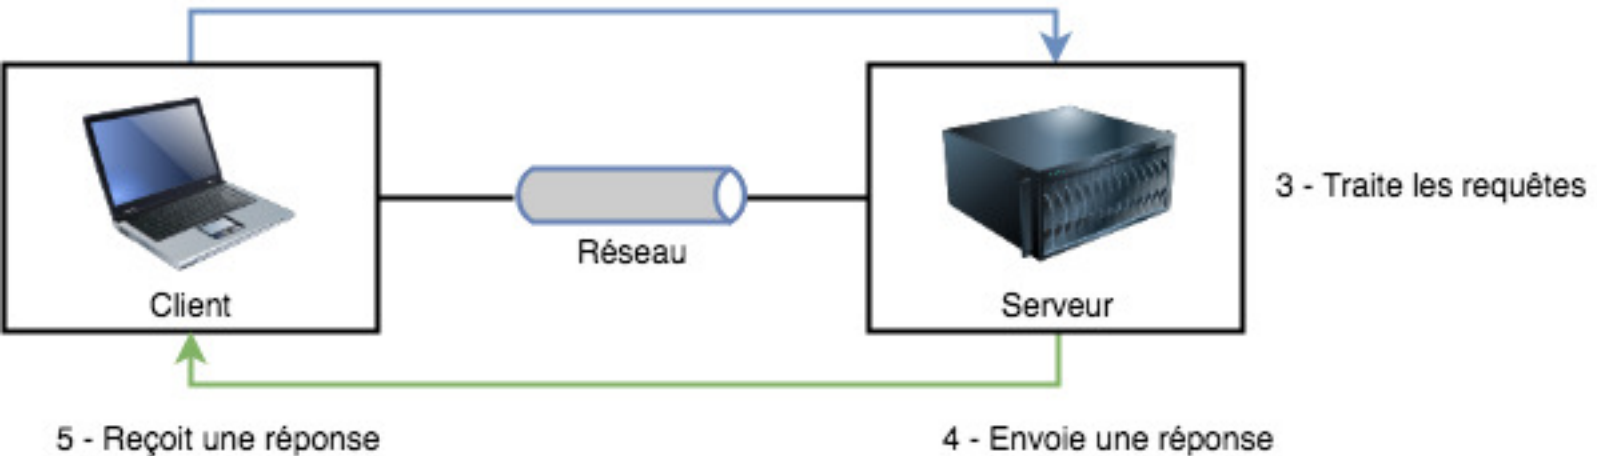 3 - Traite les requêtes
Réseau
Client
Serveur
5 - Reçoit une réponse
4 - Envoie une réponse